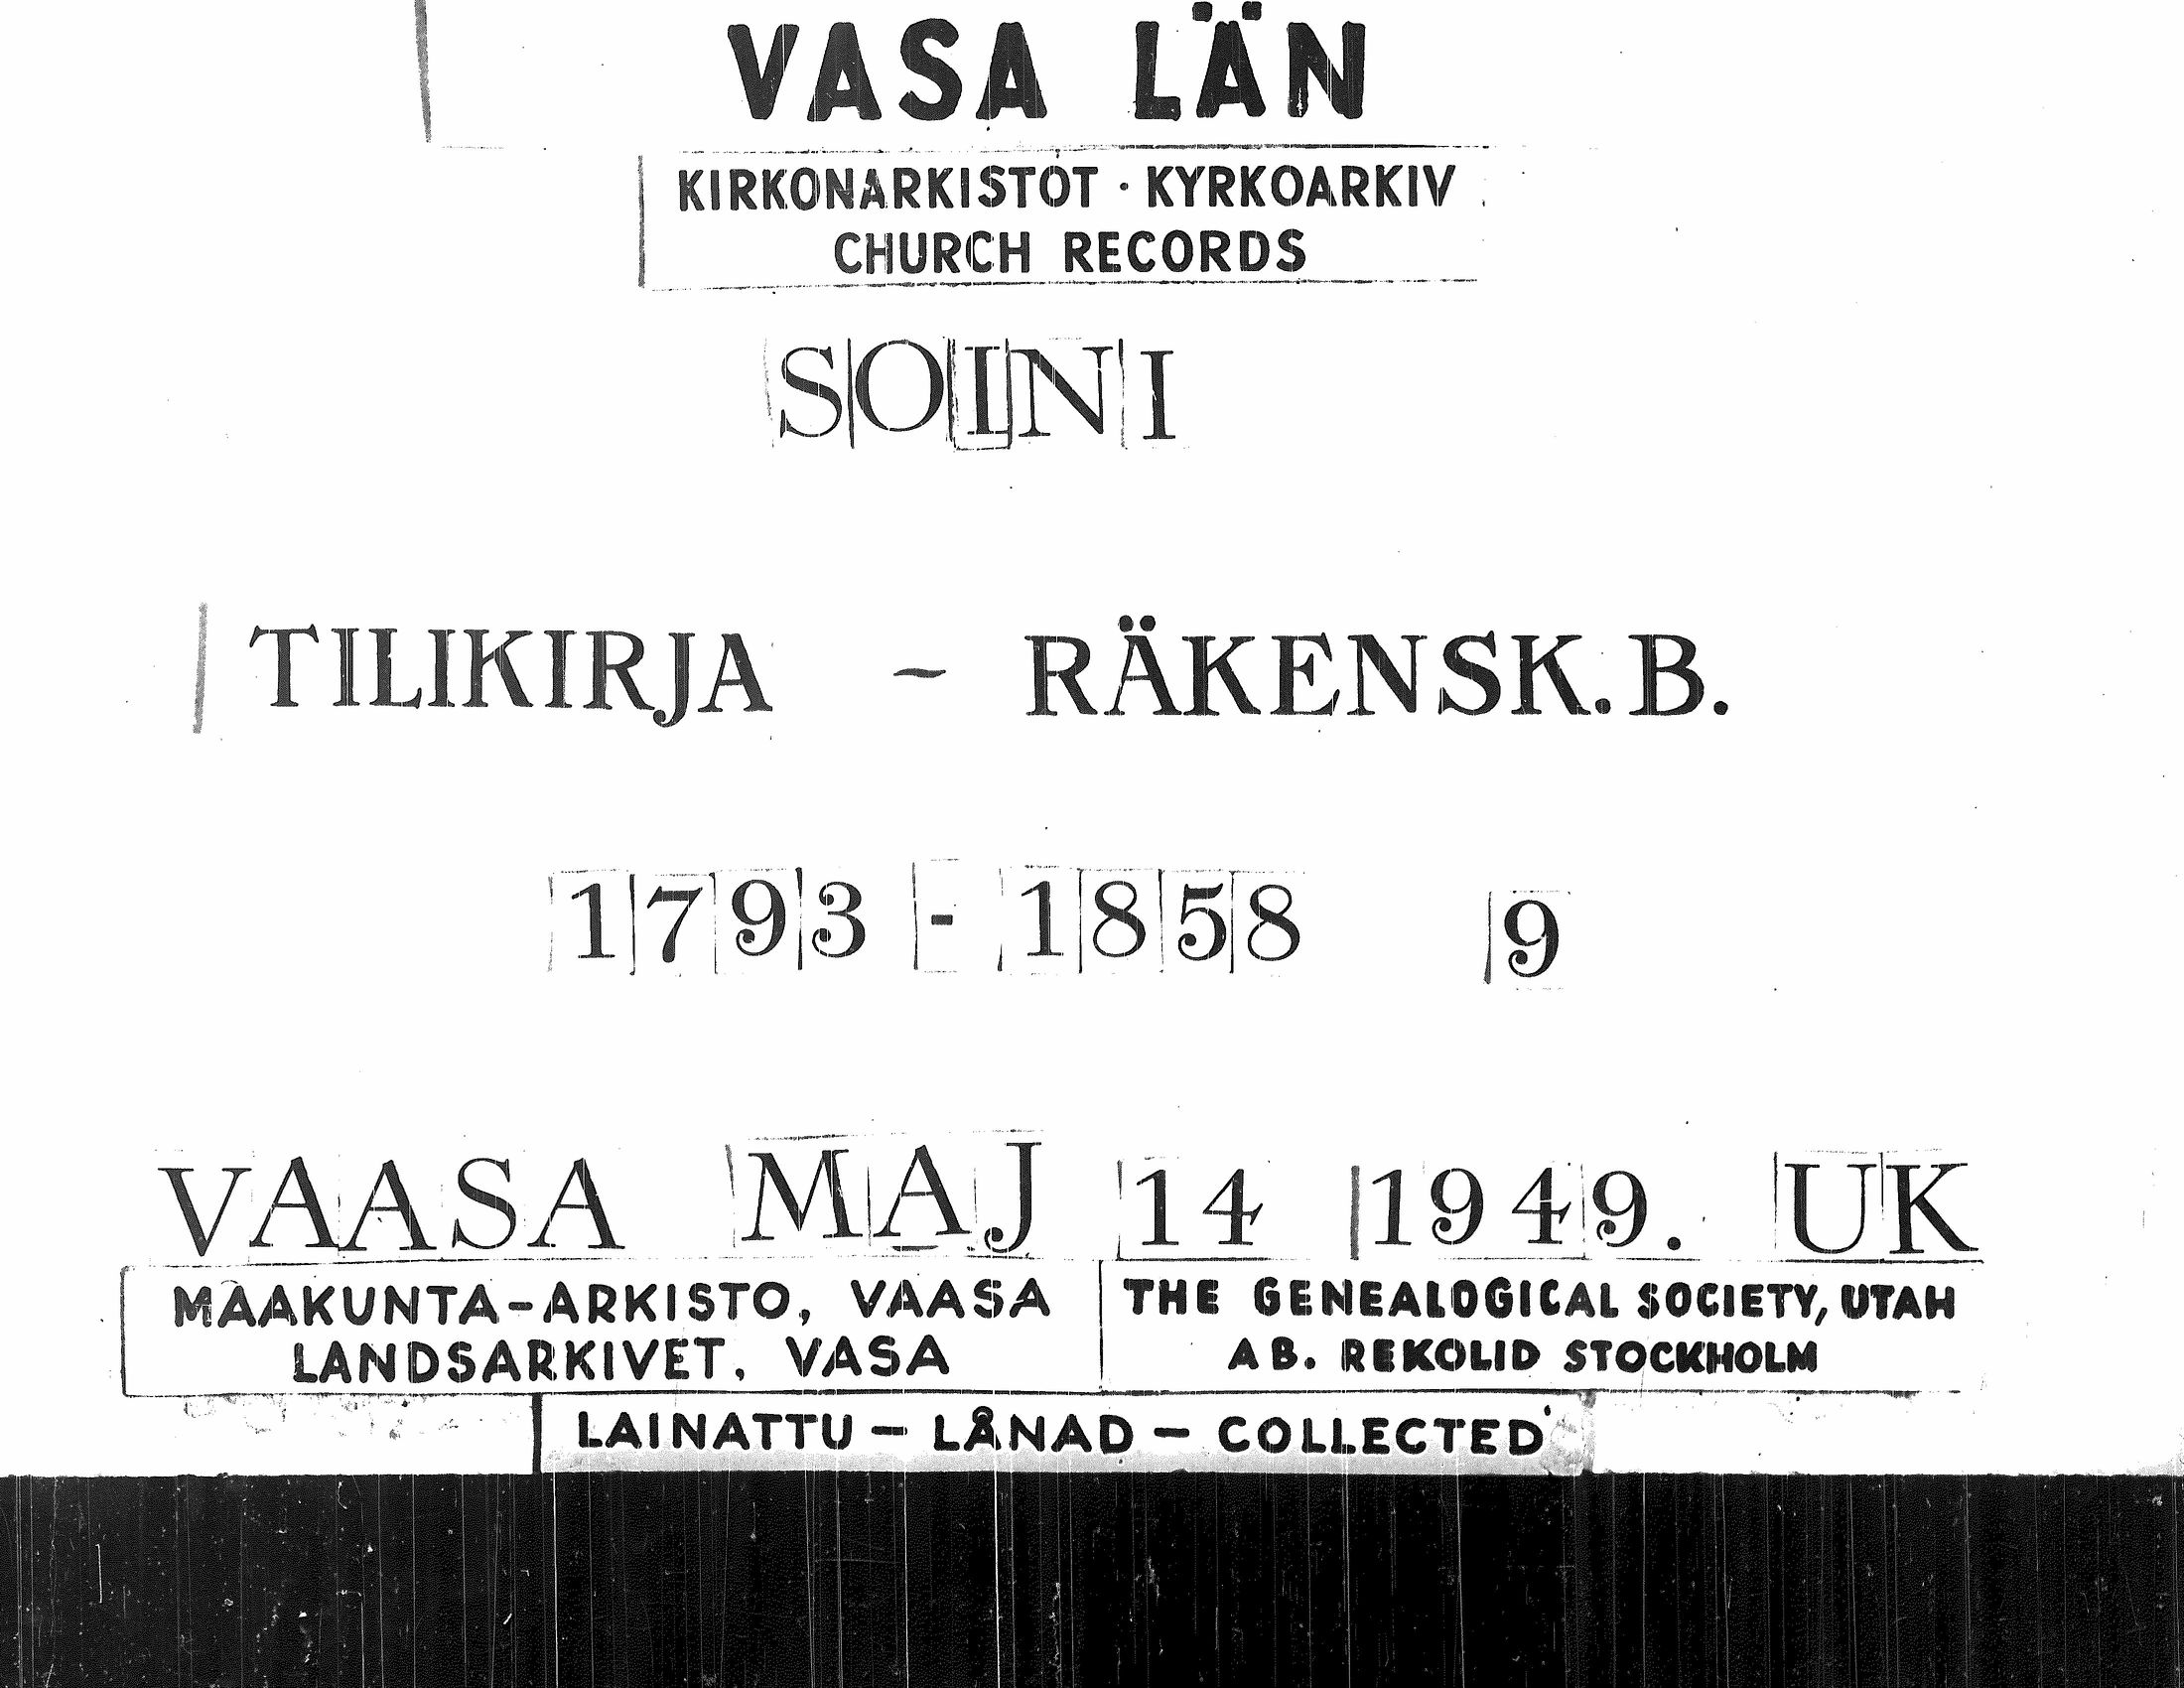 VASA LÄN
KIRKONARKISTOT · KYRKOARKIV
CHURCH RECORDS
SOINI
TILIKIRJA - RÄKENSK.B.
1793 - 1858 9
VAASA MAJ 14 1949. UK
MAAKUNTA-ARKISTO, VAASA
LANDSARKIVET, VASA
THE GENEALOGICAL SOCIETY, UTAH
AB. REKOLID STOCKHOLM
LAINATTU - LÅNAD - COLLECTED